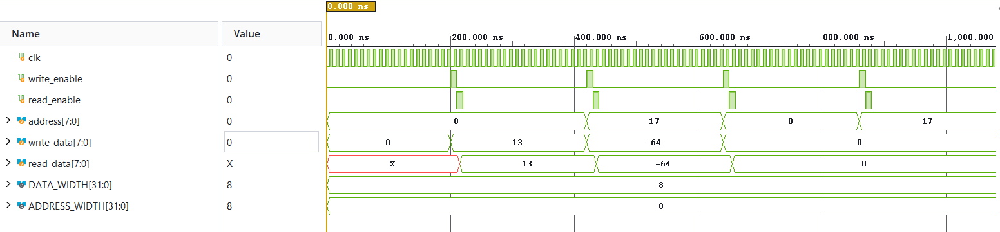 0.000 ns
Name Value
0.000 ns 200.000 ns 400.000 ns 600.000 ns 800.000 ns 1,000.000
clk 0
write_enable 0
read_enable 0
address[7:0] 0 0 17 0 17
write_data[7:0] 0 0 13 -64 0
read_data[7:0] X X 13 -64 0
DATA_WIDTH[31:0] 8 8
ADDRESS_WIDTH[31:0] 8 8